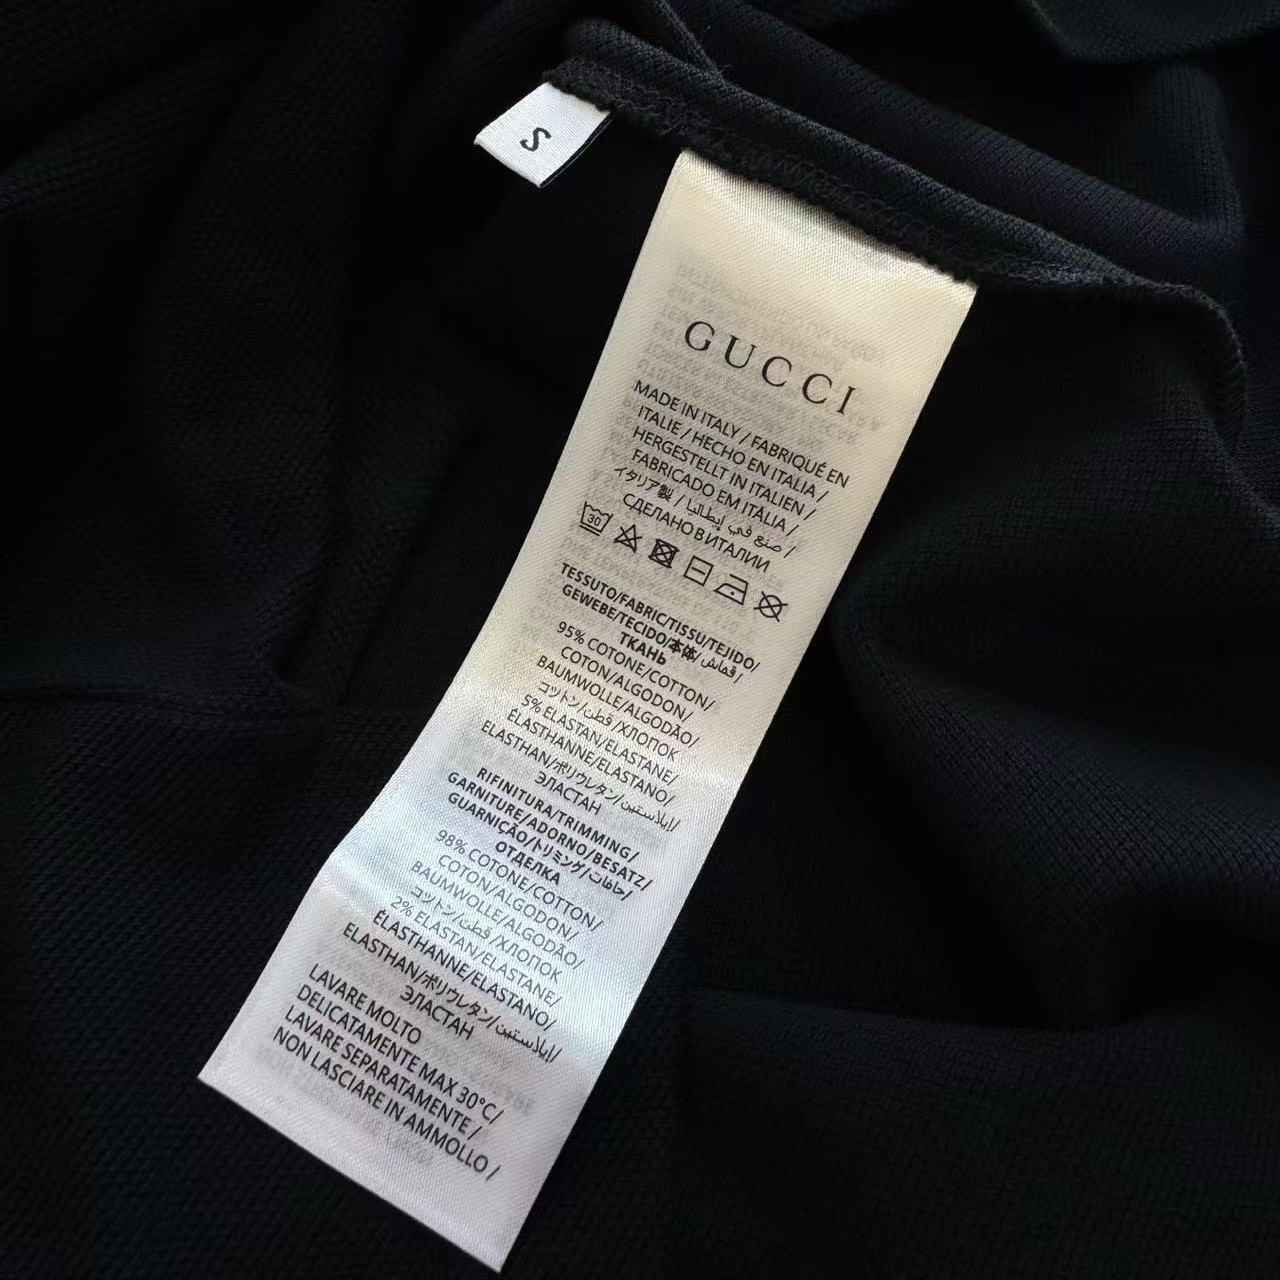 S
GUCCI
MADE IN ITALY / FABRIQUÉ EN
ITALIE / HECHO EN ITALIA /
HERGESTELLT IN ITALIEN /
FABRICADO EM ITÁLIA /
イタリア製 / صنع في إيطاليا /
СДЕЛАНО В ИТАЛИИ
30
TESSUTO/FABRIC/TISSU/TEJIDO/
GEWEBE/TECIDO/本体/قماش/
ТКАНЬ
95% COTONE/COTTON/
COTON/ALGODON/
BAUMWOLLE/ALGODÃO/
コットン/قطن/ХЛОПОК
5% ELASTAN/ELASTANE/
ÉLASTHANNE/ELASTANO/
ELASTHAN/ポリウレタン/إيلاستين/
ЭЛАСТАН
RIFINITURA/TRIMMING/
GARNITURE/ADORNO/BESATZ/
GUARNIÇÃO/トリミング/حافات/
ОТДЕЛКА
98% COTONE/COTTON/
COTON/ALGODON/
BAUMWOLLE/ALGODÃO/
コットン/قطن/ХЛОПОК
2% ELASTAN/ELASTANE/
ÉLASTHANNE/ELASTANO/
ELASTHAN/ポリウレタン/إيلاستين/
ЭЛАСТАН
LAVARE MOLTO
DELICATAMENTE MAX 30°C/
LAVARE SEPARATAMENTE /
NON LASCIARE IN AMMOLLO /